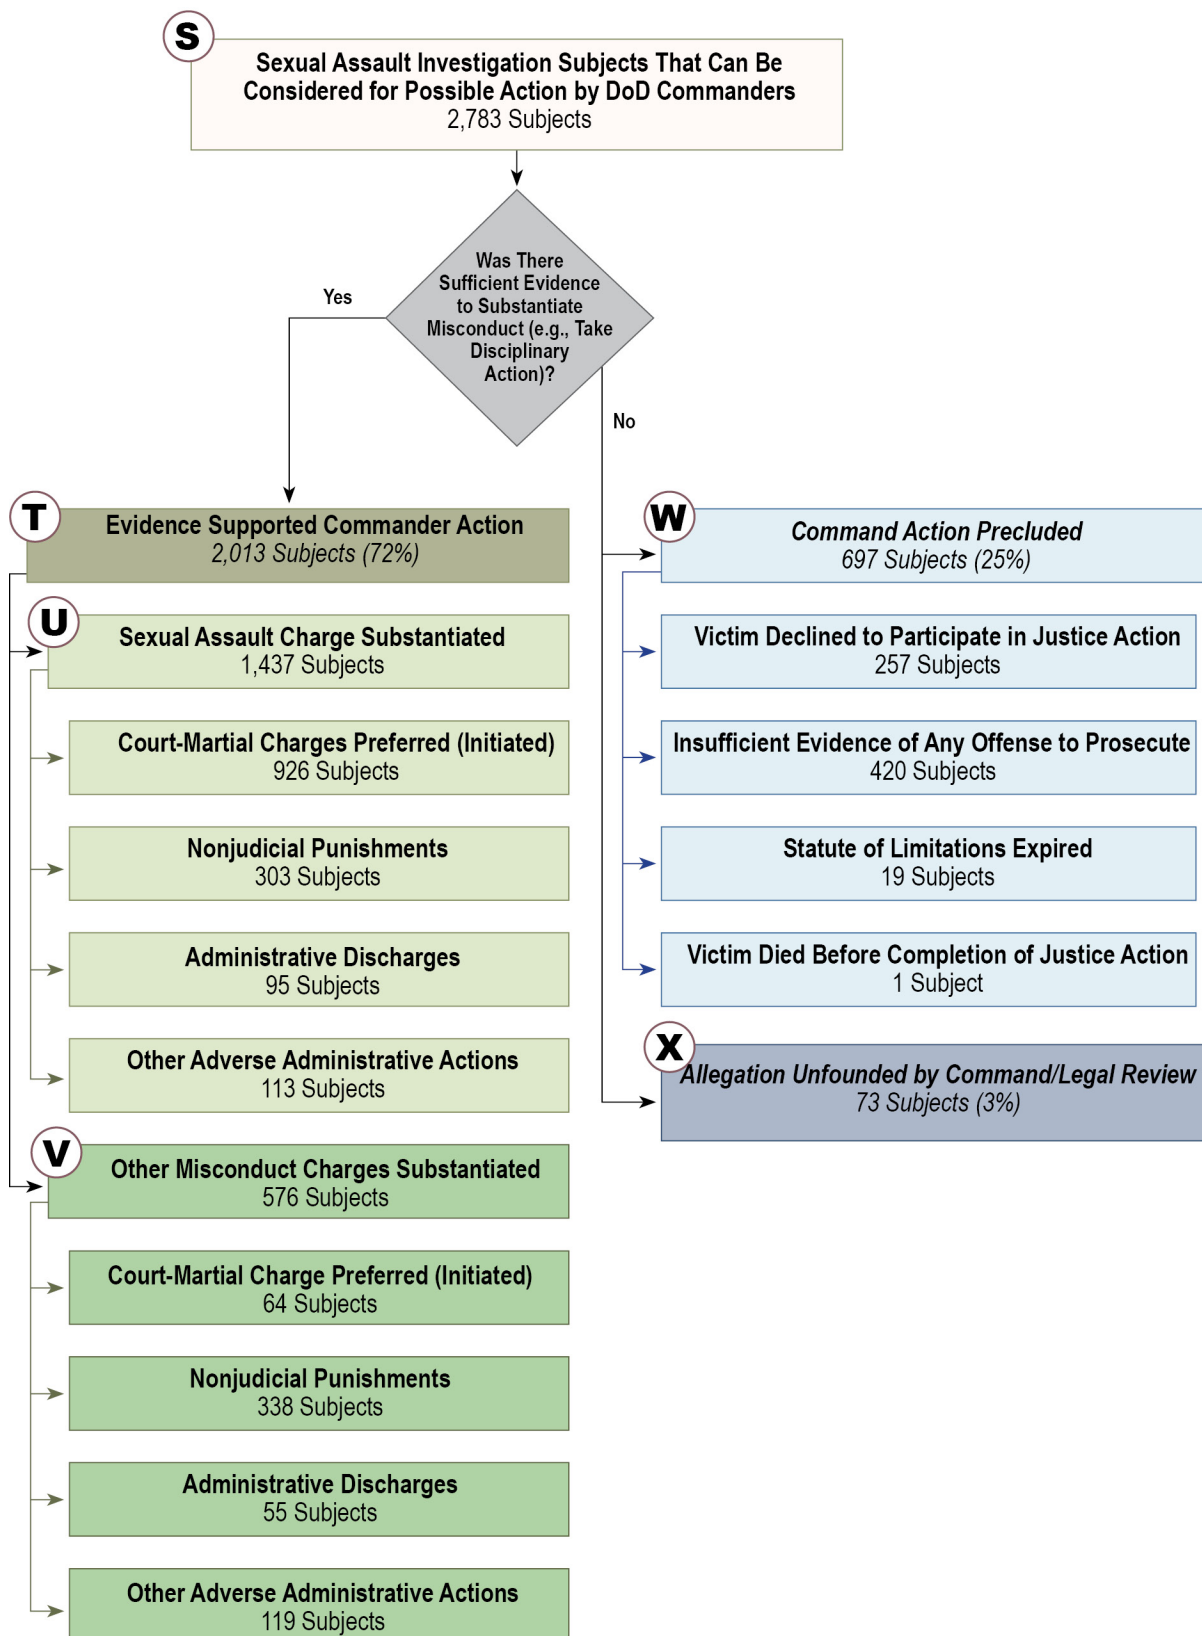 S
Sexual Assault Investigation Subjects That Can Be
Considered for Possible Action by DoD Commanders
2,783 Subjects
Was There
Sufficient Evidence
to Substantiate
Misconduct (e.g., Take
Disciplinary
Action)?
Yes
No
T
Evidence Supported Commander Action
2,013 Subjects (72%)
U
Sexual Assault Charge Substantiated
1,437 Subjects
Court-Martial Charges Preferred (Initiated)
926 Subjects
Nonjudicial Punishments
303 Subjects
Administrative Discharges
95 Subjects
Other Adverse Administrative Actions
113 Subjects
V
Other Misconduct Charges Substantiated
576 Subjects
Court-Martial Charge Preferred (Initiated)
64 Subjects
Nonjudicial Punishments
338 Subjects
Administrative Discharges
55 Subjects
Other Adverse Administrative Actions
119 Subjects
W
Command Action Precluded
697 Subjects (25%)
Victim Declined to Participate in Justice Action
257 Subjects
Insufficient Evidence of Any Offense to Prosecute
420 Subjects
Statute of Limitations Expired
19 Subjects
Victim Died Before Completion of Justice Action
1 Subject
X
Allegation Unfounded by Command/Legal Review
73 Subjects (3%)